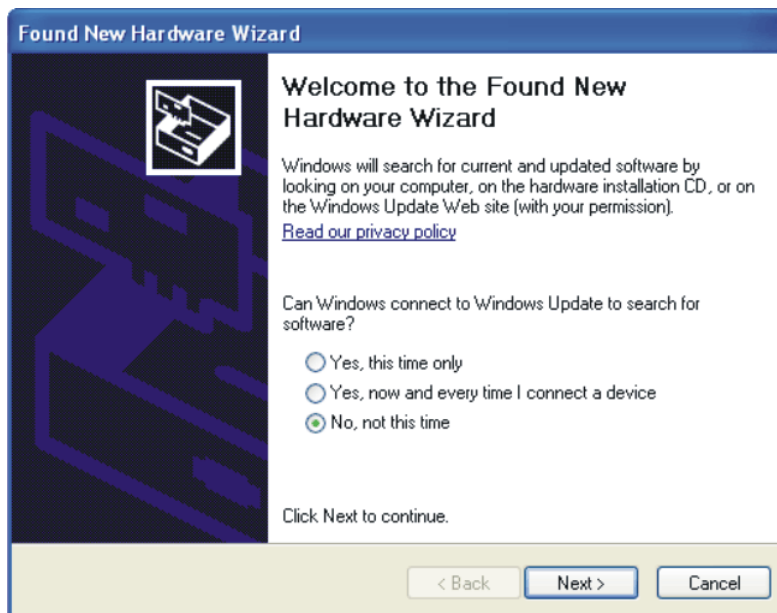 Found New Hardware Wizard
Welcome to the Found New
Hardware Wizard
Windows will search for current and updated software by
looking on your computer, on the hardware installation CD, or on
the Windows Update Web site (with your permission).
Read our privacy policy
Can Windows connect to Windows Update to search for
software?
Yes, this time only
Yes, now and every time I connect a device
No, not this time
Click Next to continue.
< Back Next > Cancel